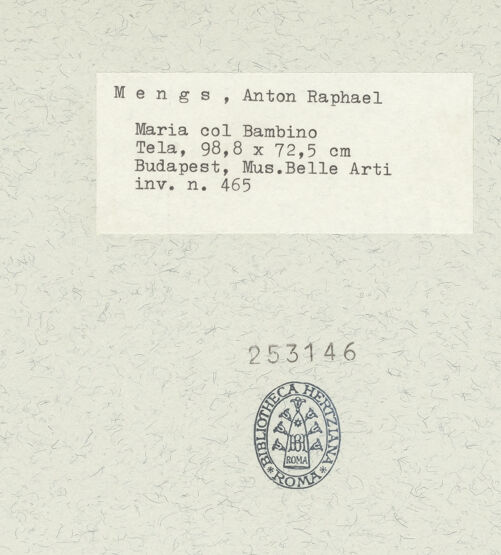 M e n g s , Anton Raphael
Maria col Bambino
Tela, 98,8 x 72,5 cm
Budapest, Mus.Belle Arti
inv. n. 465
253146
BIBLIOTHECA HERTZIANA
ROMA
* ROMA *